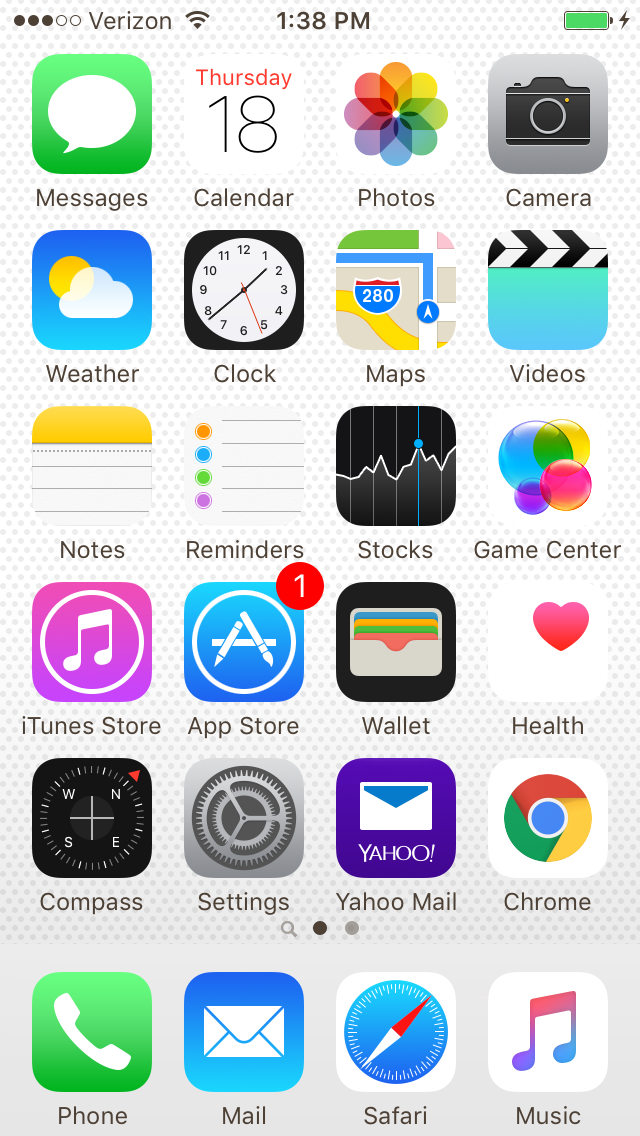 Verizon 1:38 PM
Thursday
18
Messages Calendar Photos Camera
12
11 1
10 2
9 3
8 4
7 5
6
280
Weather Clock Maps Videos
Notes Reminders Stocks Game Center
1
iTunes Store App Store Wallet Health
W N
S E
YAHOO!
Compass Settings Yahoo Mail Chrome
Phone Mail Safari Music